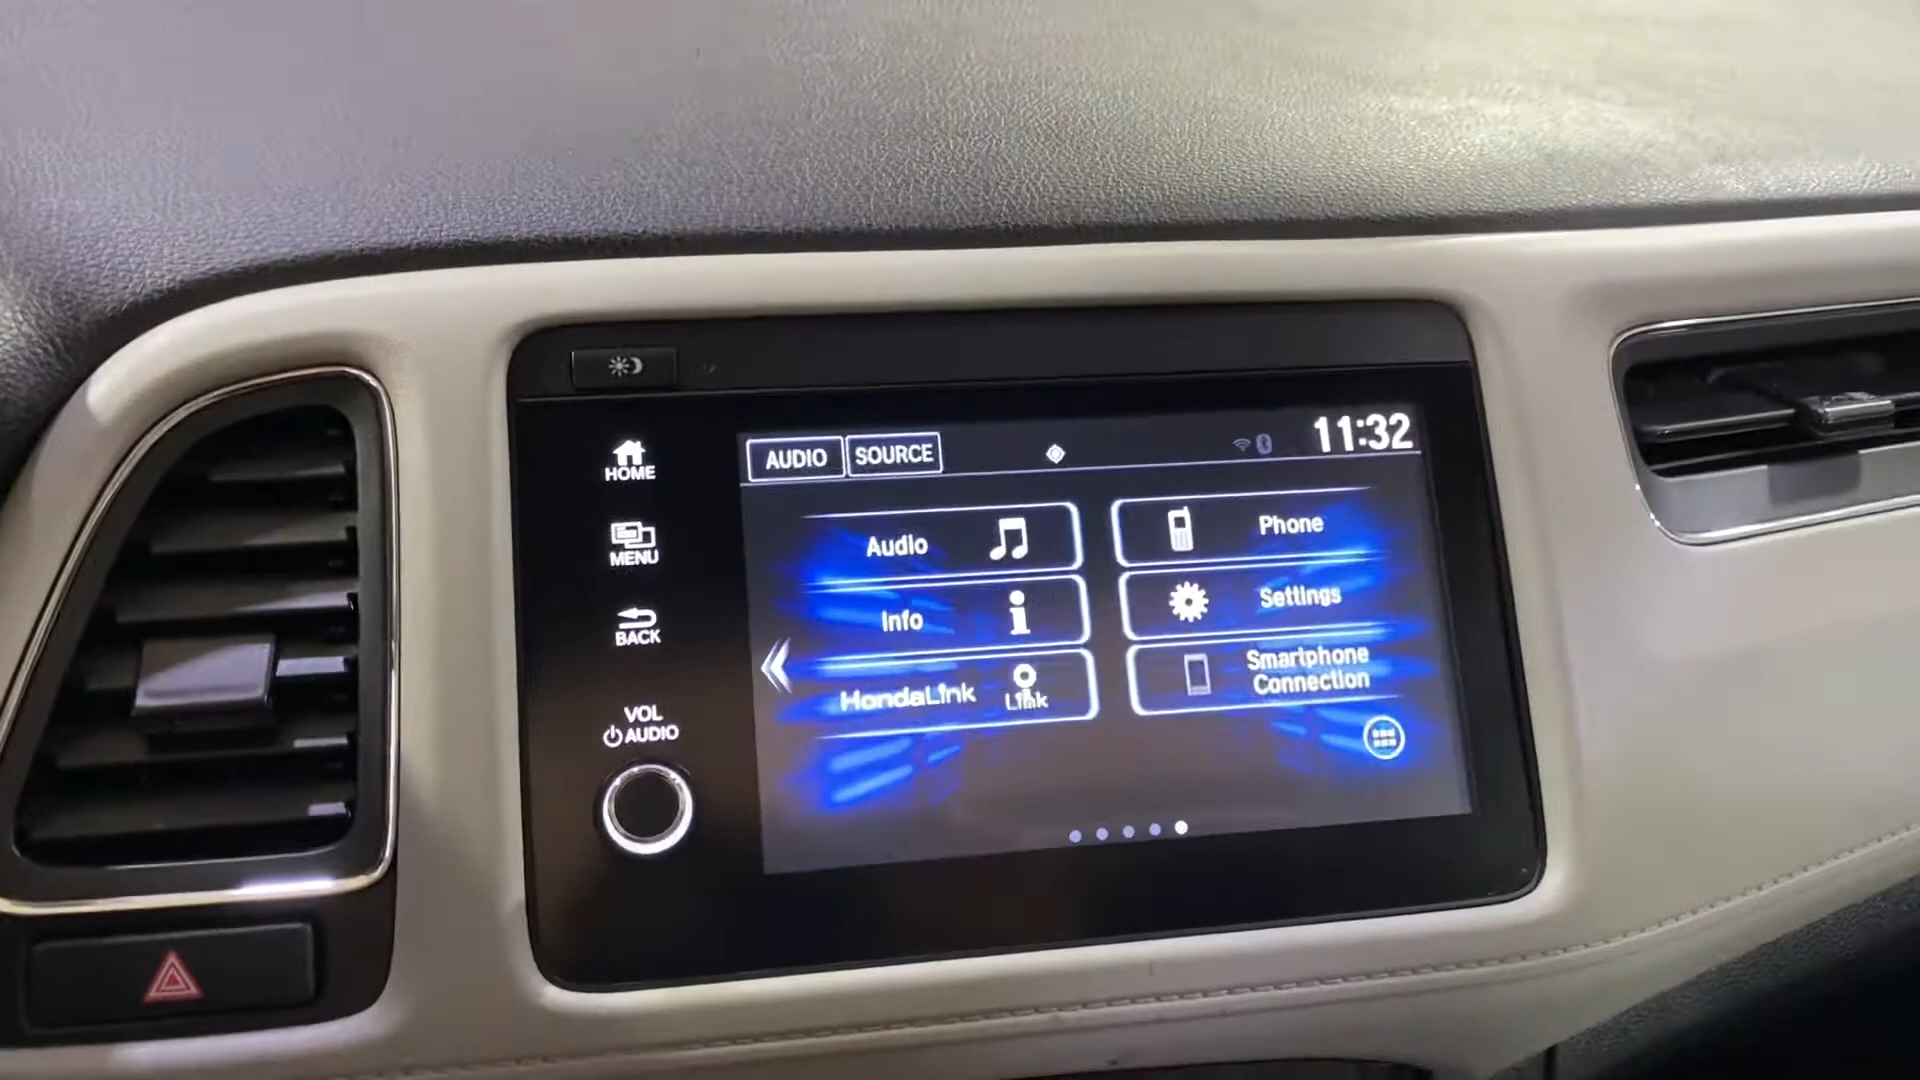 HOME
MENU
BACK
VOL
AUDIO
AUDIO SOURCE 11:32
Audio
Phone
Info
Settings
HondaLink Link
Smartphone
Connection